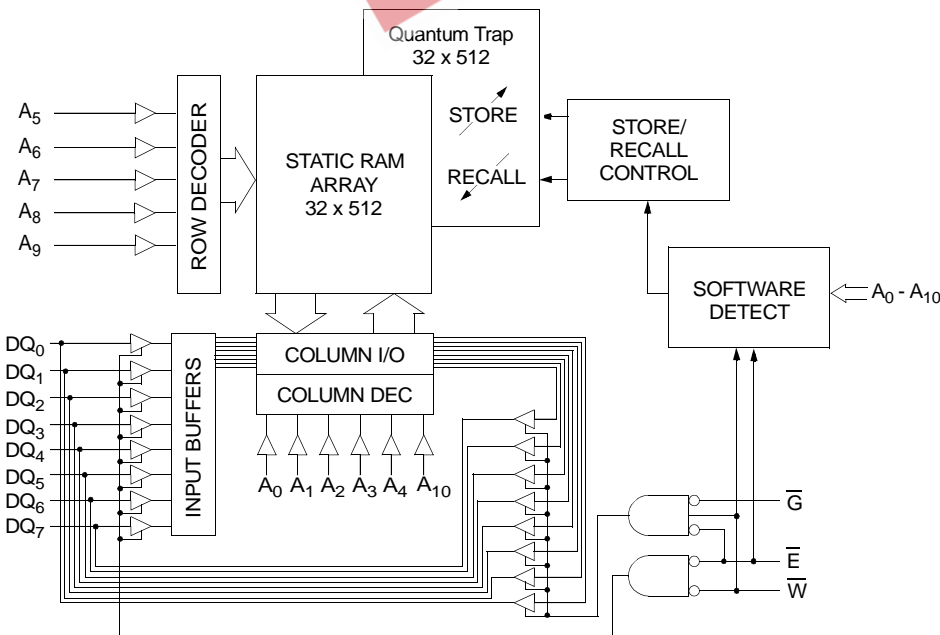 Quantum Trap
32 x 512
STORE
RECALL
STORE/
RECALL
CONTROL
A5
A6
A7
A8
A9
ROW DECODER
STATIC RAM
ARRAY
32 x 512
SOFTWARE
DETECT
A0 - A10
DQ0
DQ1
DQ2
DQ3
DQ4
DQ5
DQ6
DQ7
INPUT BUFFERS
COLUMN I/O
COLUMN DEC
A0 A1 A2 A3 A4 A10
G̅
E̅
W̅